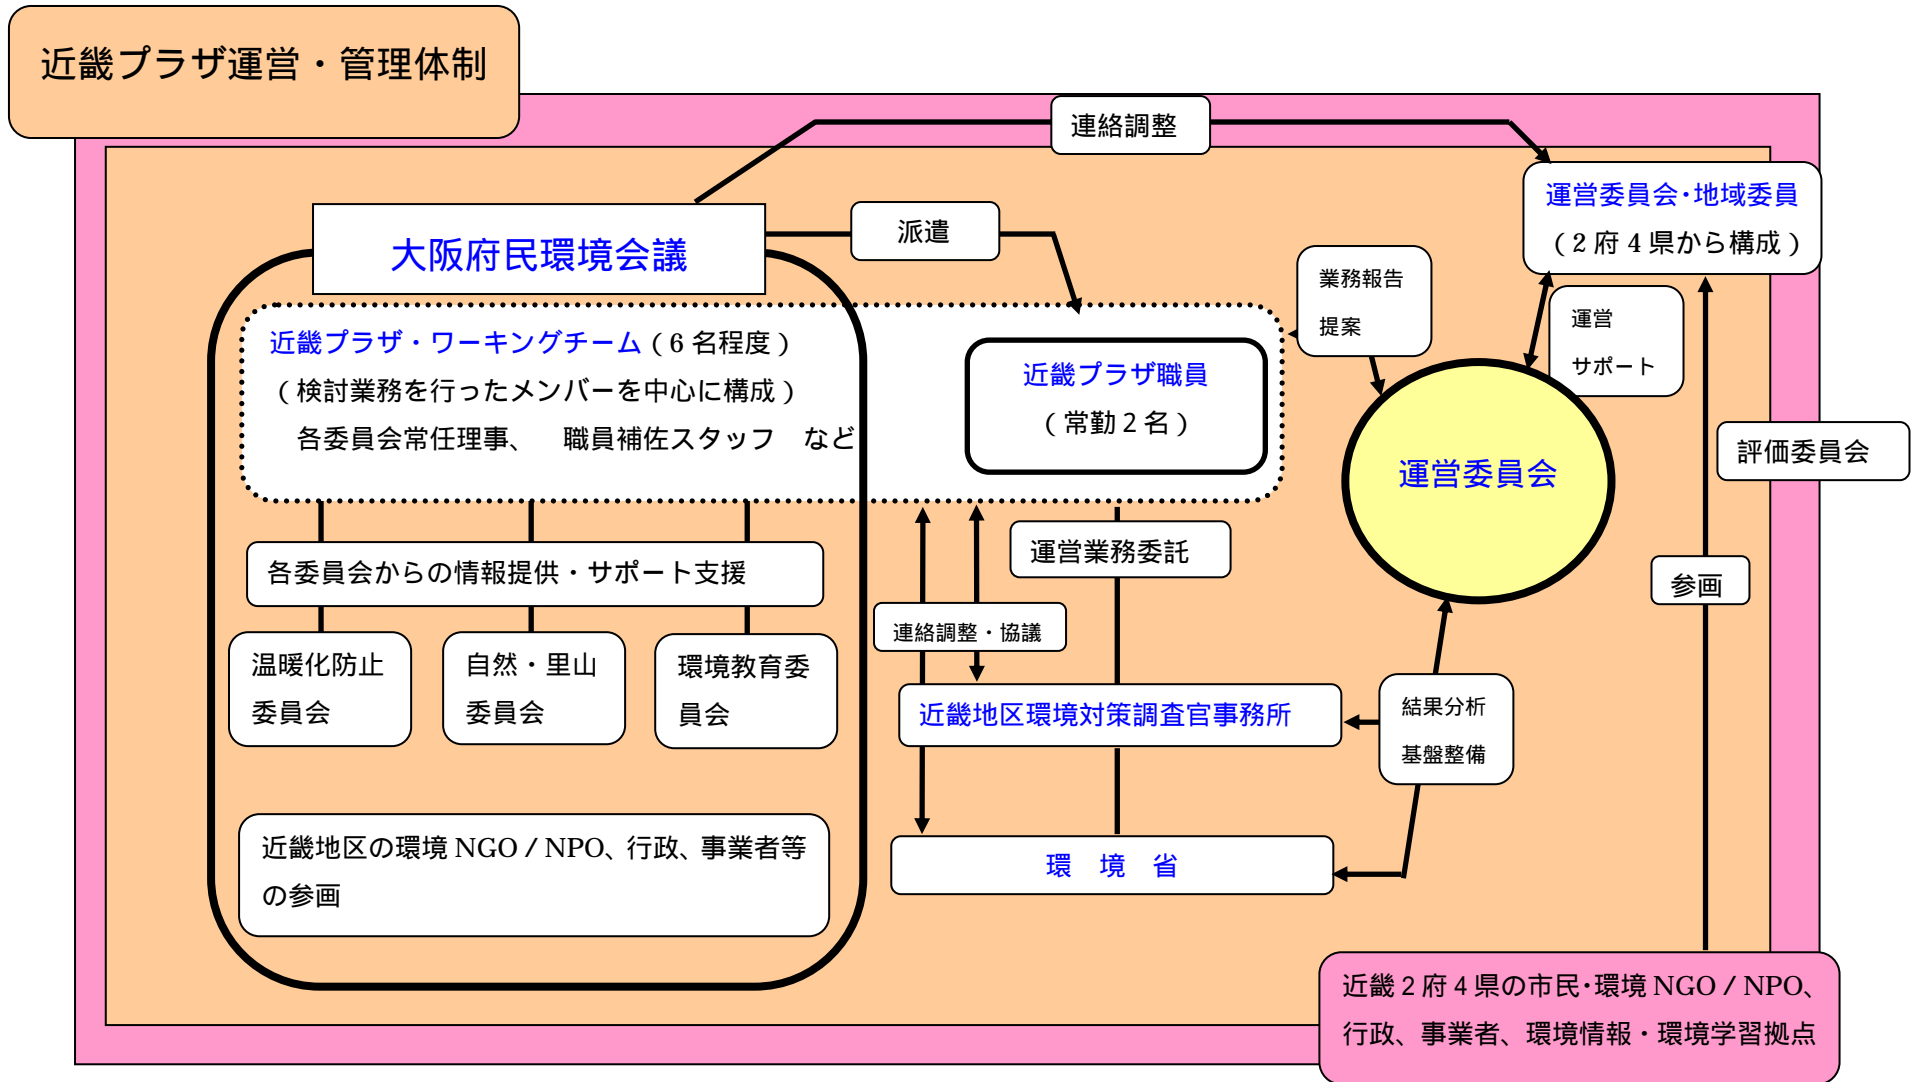 近畿プラザ運営・管理体制
連絡調整
運営委員会・地域委員
(2府4県から構成)
大阪府民環境会議
派遣
業務報告
提案
運営
サポート
近畿プラザ・ワーキングチーム(6名程度)
(検討業務を行ったメンバーを中心に構成)
各委員会常任理事、 職員補佐スタッフ など
近畿プラザ職員
(常勤2名)
運営委員会
評価委員会
各委員会からの情報提供・サポート支援
運営業務委託
参画
連絡調整・協議
温暖化防止
委員会
自然・里山
委員会
環境教育委
員会
近畿地区環境対策調査官事務所
結果分析
基盤整備
近畿地区の環境 NGO/NPO、行政、事業者等
の参画
環 境 省
近畿2府4県の市民・環境 NGO/NPO、
行政、事業者、環境情報・環境学習拠点